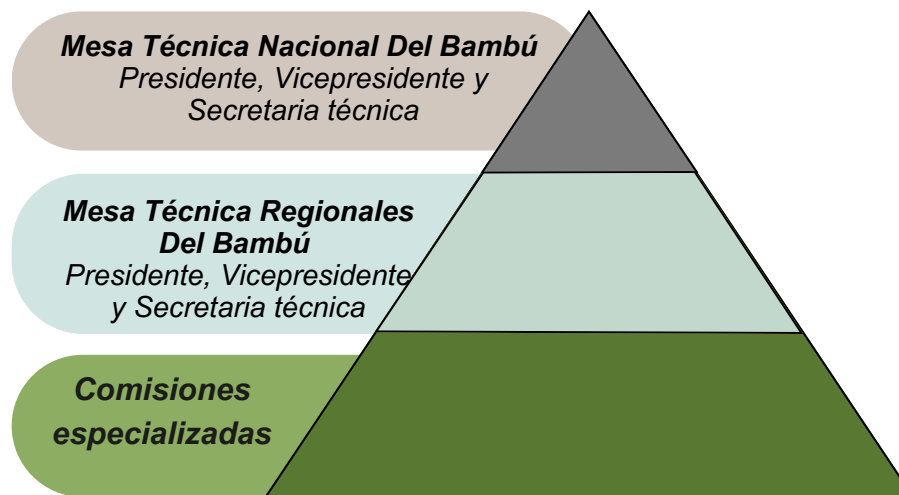 Mesa Técnica Nacional Del Bambú
Presidente, Vicepresidente y
Secretaria técnica
Mesa Técnica Regionales
Del Bambú
Presidente, Vicepresidente
y Secretaria técnica
Comisiones
especializadas